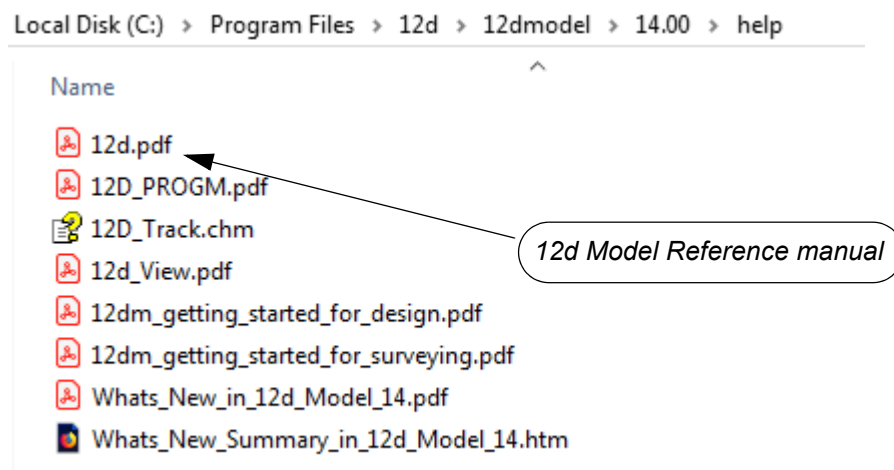 Local Disk (C:) > Program Files > 12d > 12dmodel > 14.00 > help
Name
12d.pdf
12D_PROGM.pdf
12D_Track.chm
12d Model Reference manual
12d_View.pdf
12dm_getting_started_for_design.pdf
12dm_getting_started_for_surveying.pdf
Whats_New_in_12d_Model_14.pdf
Whats_New_Summary_in_12d_Model_14.htm